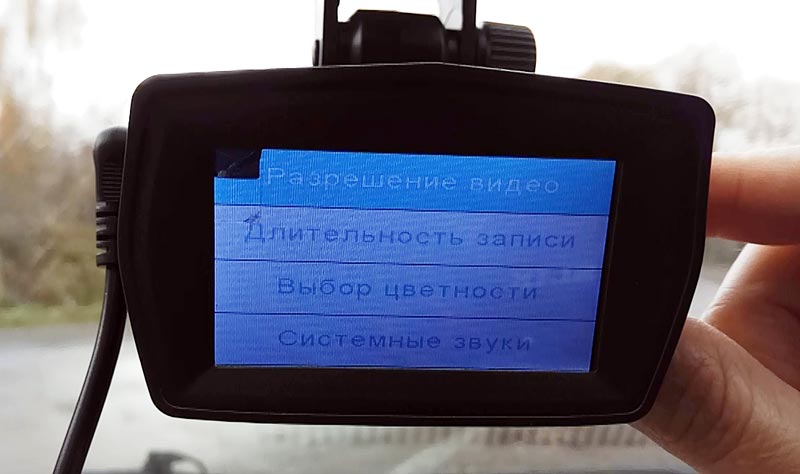 Разрешение видео
Длительность записи
Выбор цветности
Системные звуки